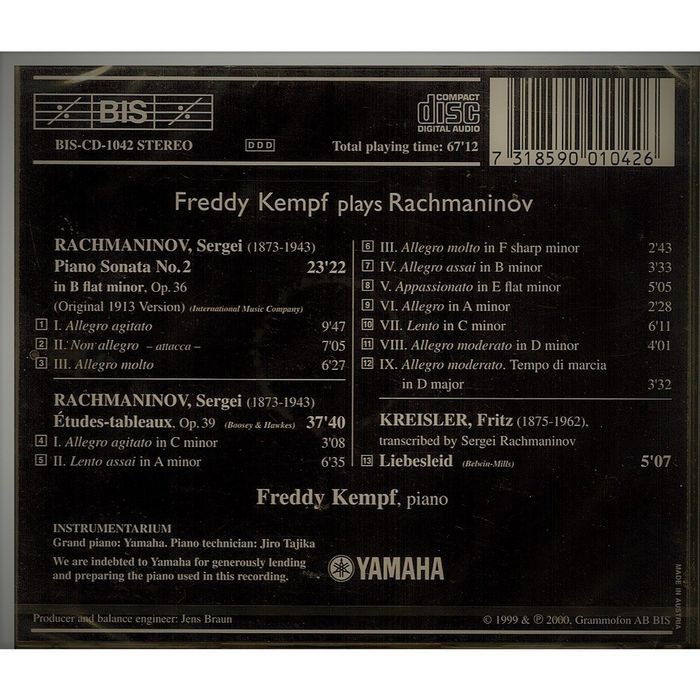 BIS
BIS-CD-1042 STEREO
DDD
COMPACT
disc
DIGITAL AUDIO
Total playing time: 67'12
7 318590 010426
Freddy Kempf plays Rachmaninov
RACHMANINOV, Sergei (1873-1943)
Piano Sonata No.2 23'22
in B flat minor, Op.36
(Original 1913 Version) (International Music Company)
1 I. Allegro agitato 9'47
2 II. Non allegro – attacca – 7'05
3 III. Allegro molto 6'27
RACHMANINOV, Sergei (1873-1943)
Études-tableaux, Op.39 (Boosey & Hawkes) 37'40
4 I. Allegro agitato in C minor 3'08
5 II. Lento assai in A minor 6'35
6 III. Allegro molto in F sharp minor 2'43
7 IV. Allegro assai in B minor 3'33
8 V. Appassionato in E flat minor 5'05
9 VI. Allegro in A minor 2'28
10 VII. Lento in C minor 6'11
11 VIII. Allegro moderato in D minor 4'01
12 IX. Allegro moderato. Tempo di marcia
in D major 3'32
KREISLER, Fritz (1875-1962),
transcribed by Sergei Rachmaninov
13 Liebesleid (Belwin-Mills) 5'07
Freddy Kempf, piano
INSTRUMENTARIUM
Grand piano: Yamaha. Piano technician: Jiro Tajika
We are indebted to Yamaha for generously lending
and preparing the piano used in this recording.
YAMAHA
MADE IN AUSTRIA
Producer and balance engineer: Jens Braun
© 1999 & ℗ 2000, Grammofon AB BIS